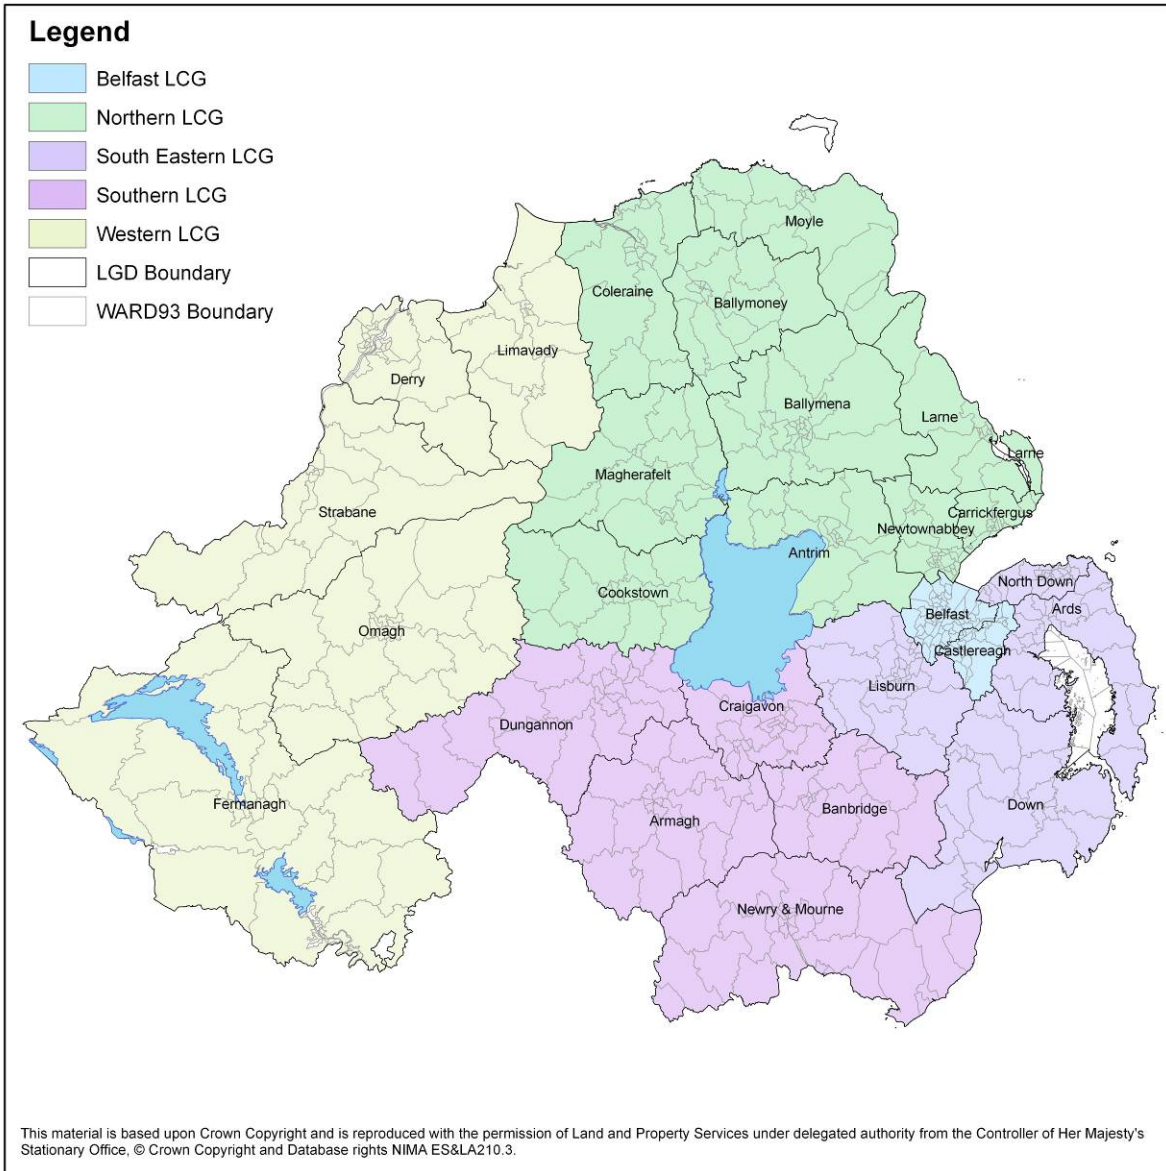 Legend
Belfast LCG
Northern LCG
South Eastern LCG
Southern LCG
Western LCG
LGD Boundary
WARD93 Boundary
Moyle
Coleraine
Ballymoney
Limavady
Derry
Ballymena
Larne
Larne
Magherafelt
Strabane
Carrickfergus
Newtownabbey
Antrim
North Down
Cookstown
Ards
Belfast
Omagh
Castlereagh
Lisburn
Craigavon
Dungannon
Fermanagh
Banbridge
Down
Armagh
Newry & Mourne
This material is based upon Crown Copyright and is reproduced with the permission of Land and Property Services under delegated authority from the Controller of Her Majesty's
Stationary Office, © Crown Copyright and Database rights NIMA ES&LA210.3.